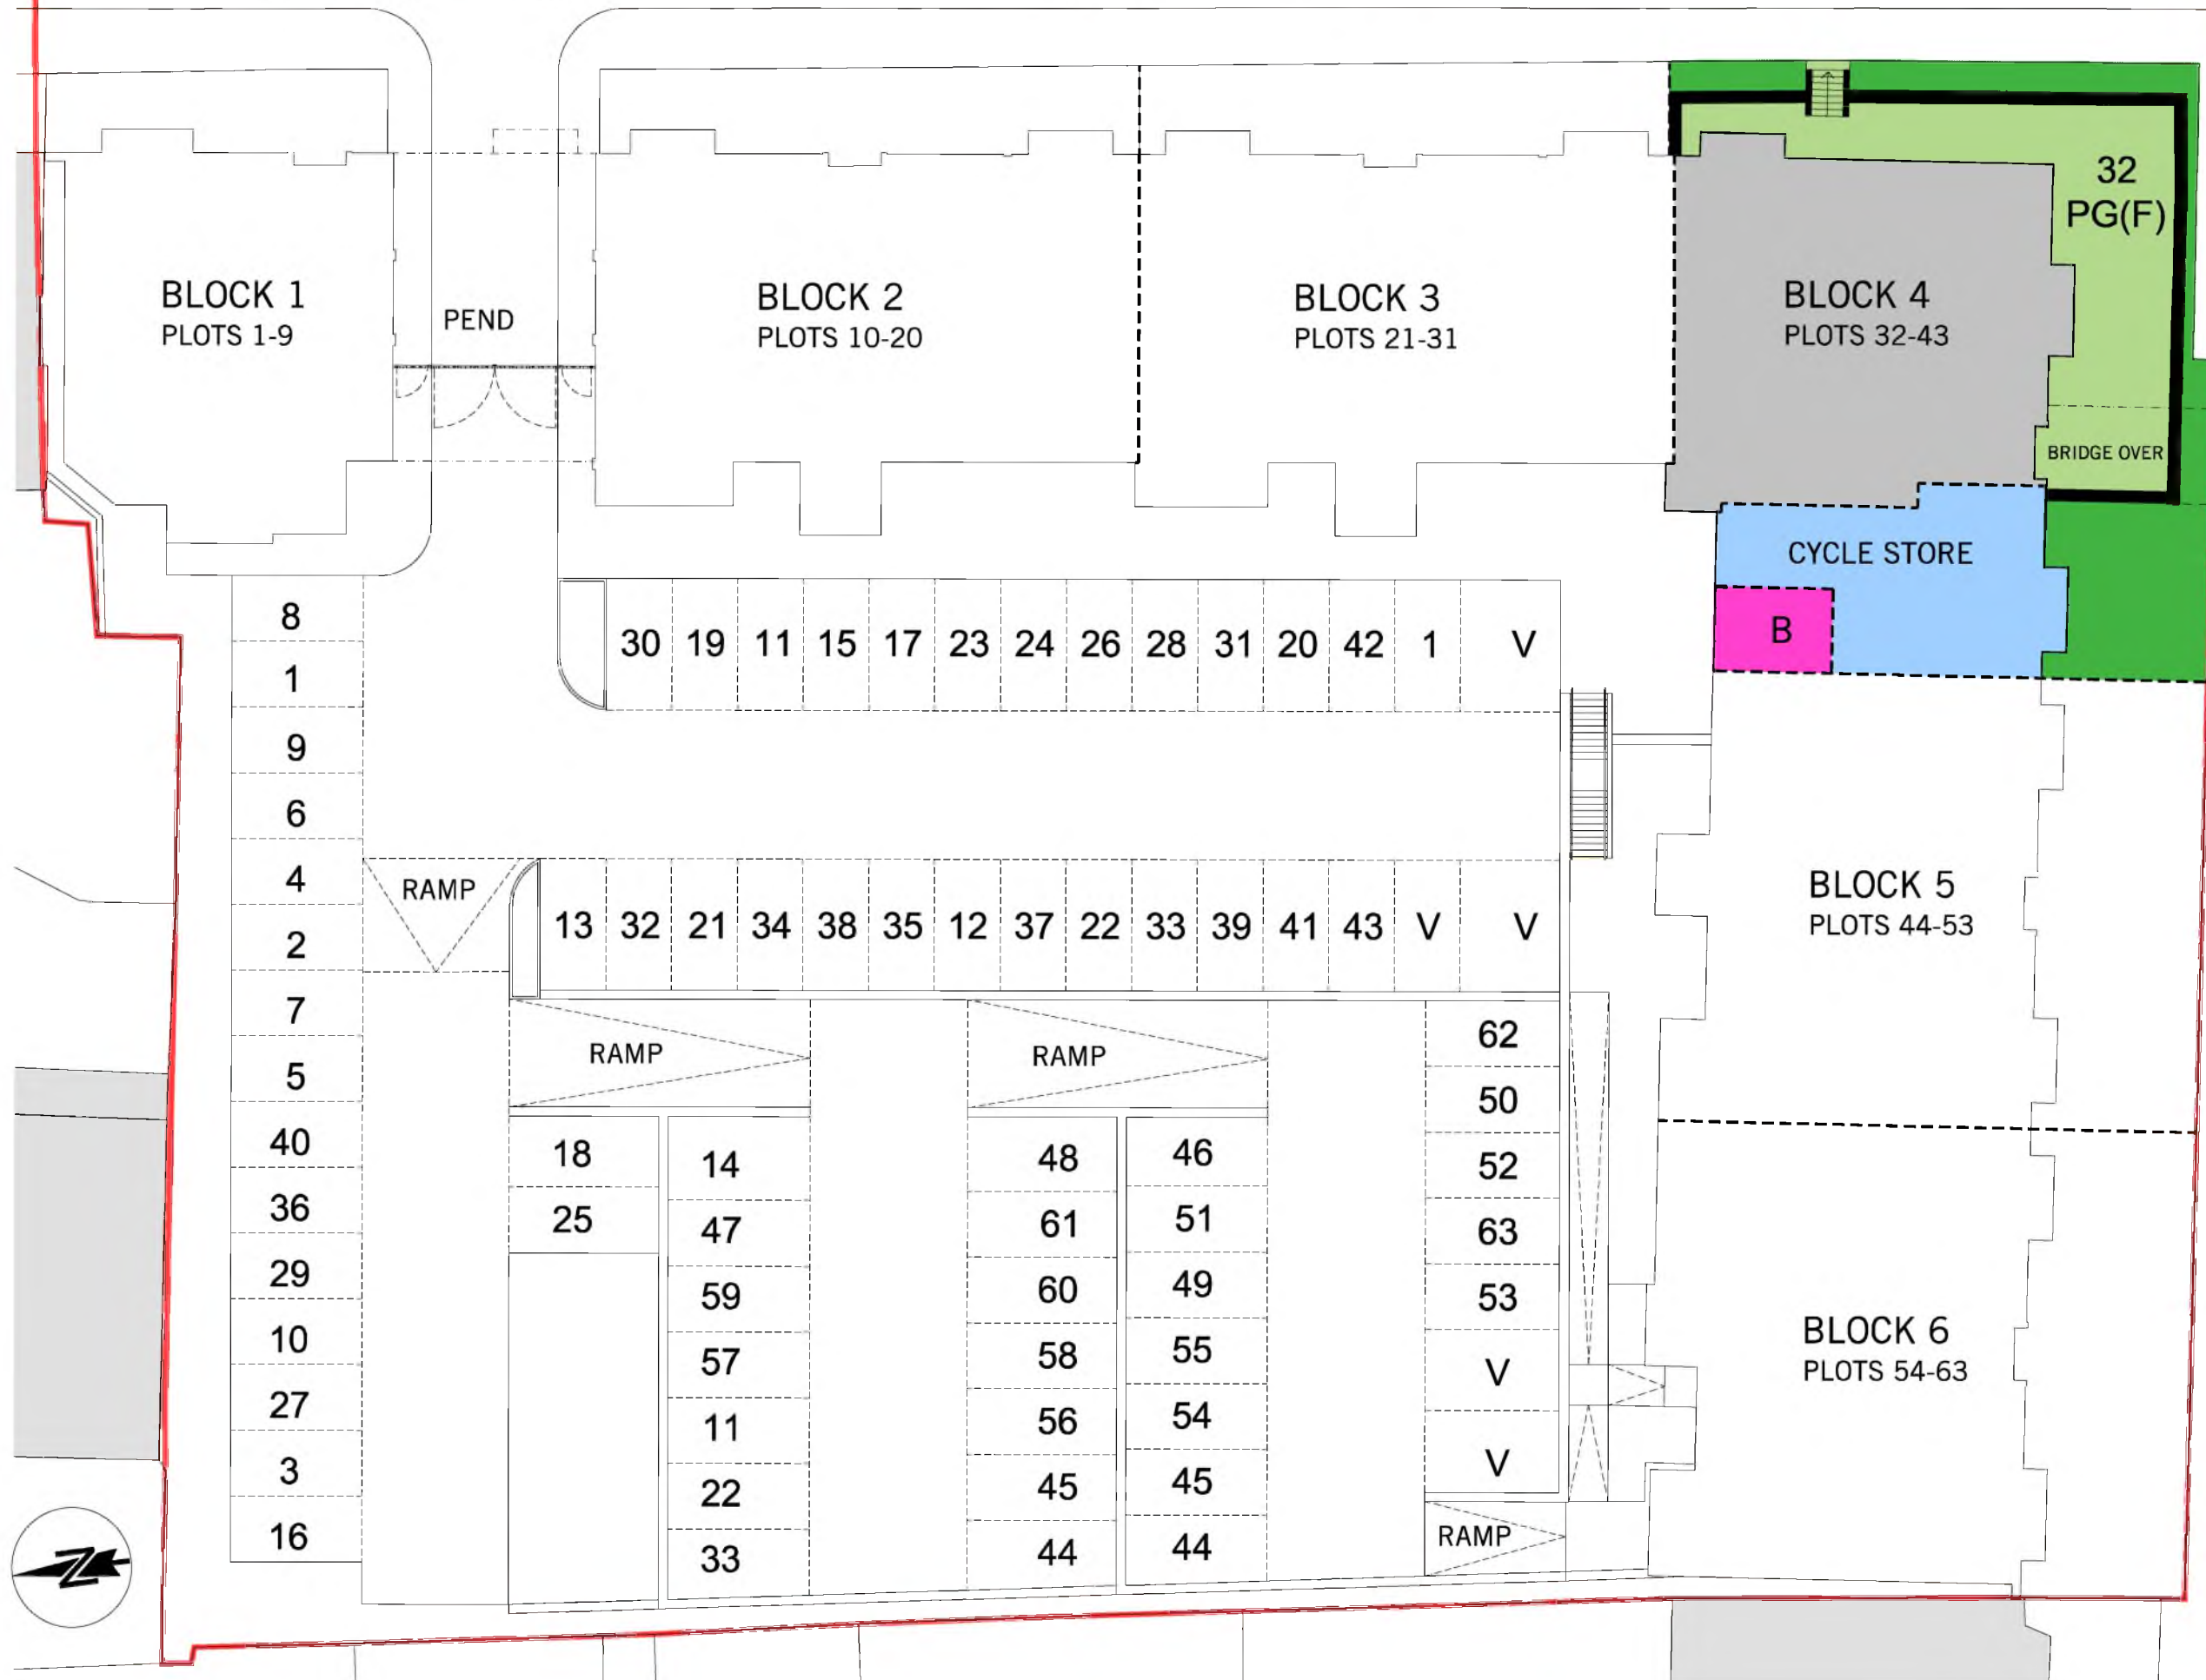 32
PG(F)
BLOCK 1
PLOTS 1-9
PEND
BLOCK 2
PLOTS 10-20
BLOCK 3
PLOTS 21-31
BLOCK 4
PLOTS 32-43
BRIDGE OVER
CYCLE STORE
B
8
1
9
6
4
2
7
5
40
36
29
10
27
3
16
30 19 11 15 17 23 24 26 28 31 20 42 1 V
RAMP
13 32 21 34 38 35 12 37 22 33 39 41 43 V V
RAMP
RAMP
18
25
14
47
59
57
11
22
33
48
61
60
58
56
45
44
46
51
49
55
54
45
44
62
50
52
63
53
V
V
RAMP
BLOCK 5
PLOTS 44-53
BLOCK 6
PLOTS 54-63
N